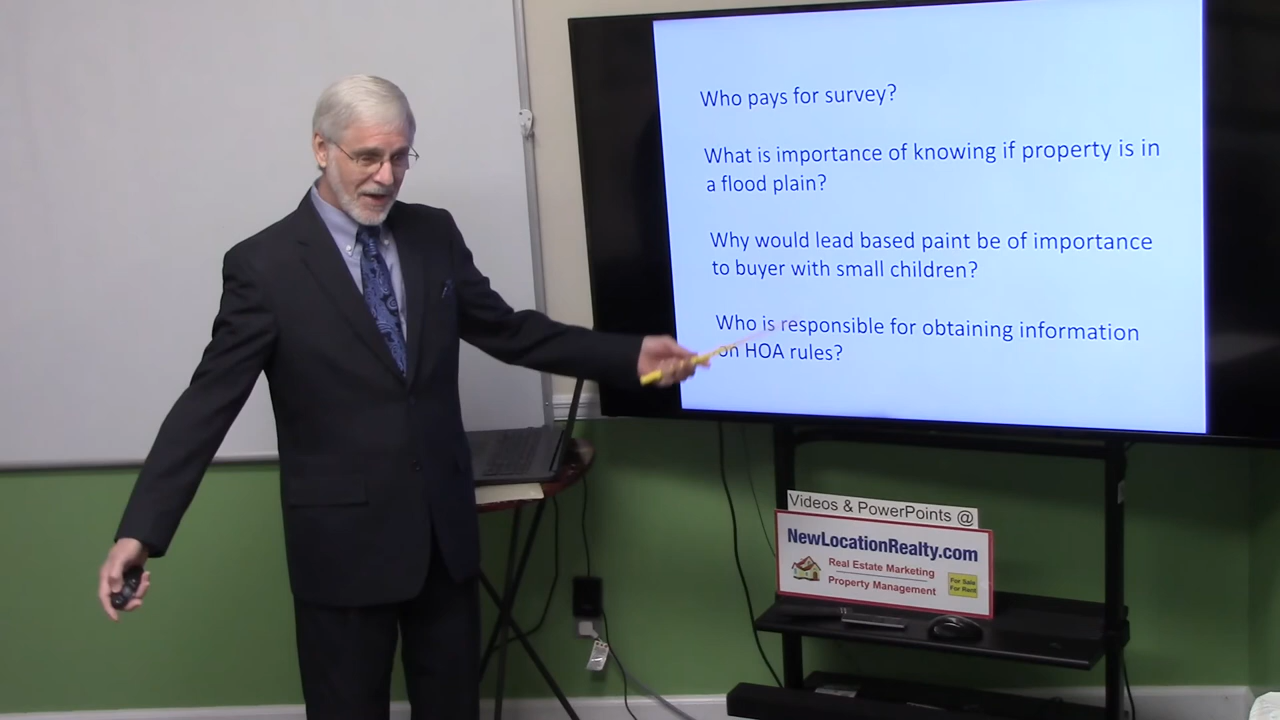 Who pays for survey?
What is importance of knowing if property is in
a flood plain?
Why would lead based paint be of importance
to buyer with small children?
Who is responsible for obtaining information
on HOA rules?
Videos & PowerPoints @
NewLocationRealty.com
Real Estate Marketing
Property Management
For Sale
For Rent